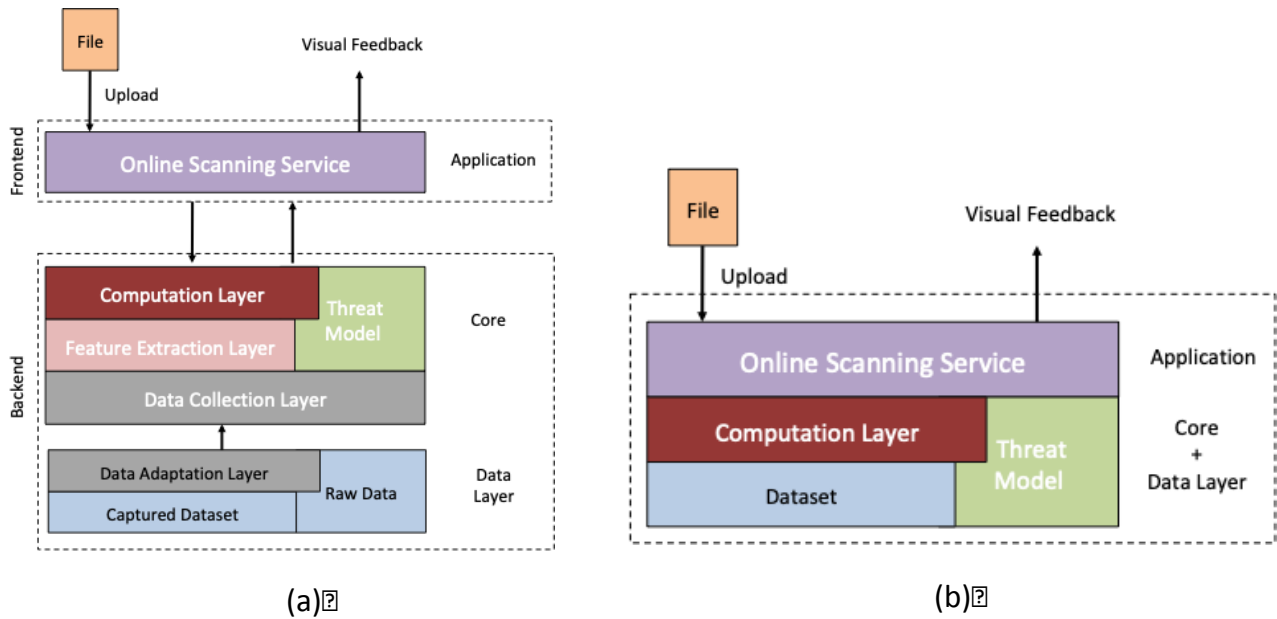 File
Visual Feedback
Upload
Frontend
Online Scanning Service
Application
Backend
Computation Layer
Threat
Model
Core
Feature Extraction Layer
Data Collection Layer
Data Adaptation Layer
Raw Data
Data
Layer
Captured Dataset
(a)⍰
File
Visual Feedback
Upload
Online Scanning Service
Application
Computation Layer
Threat
Model
Core
+
Data Layer
Dataset
(b)⍰